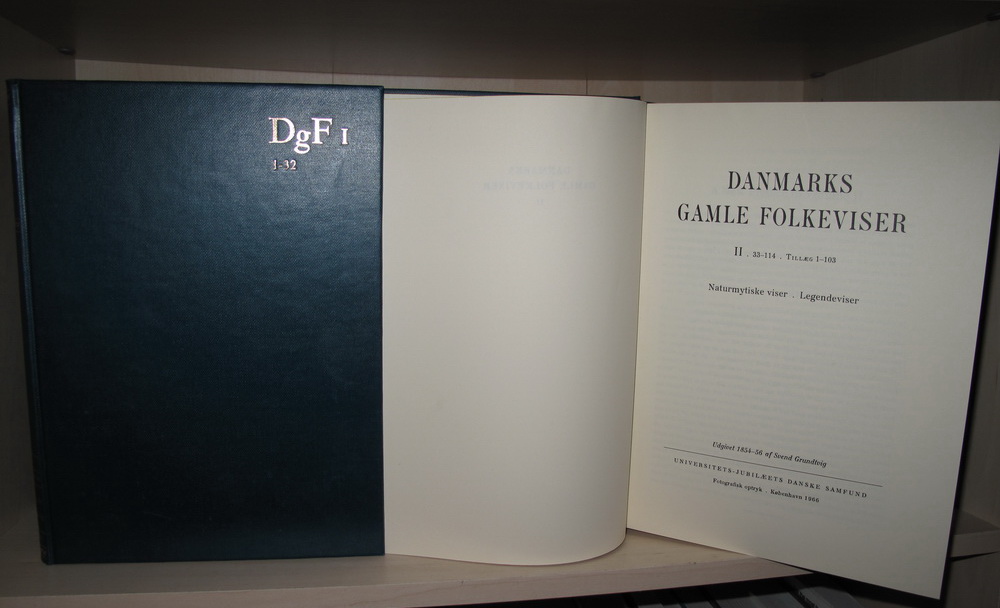 DgF I
1-32
DANMARKS
GAMLE FOLKEVISER
II . 33-114 . TILLÆG 1-103
Naturmytiske viser . Legendeviser
Udgivet 1854-56 af Svend Grundtvig
UNIVERSITETS-JUBILÆETS DANSKE SAMFUND
Fotografisk optryk . København 1966